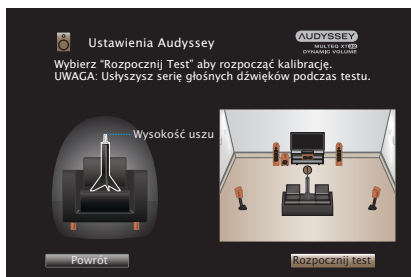 Ustawienia Audyssey
AUDYSSEY
MULTEQ XT32
DYNAMIC VOLUME
Wybierz "Rozpocznij Test" aby rozpocząć kalibrację.
UWAGA: Usłyszysz serię głośnych dźwięków podczas testu.
Wysokość uszu
Powrót
Rozpocznij test